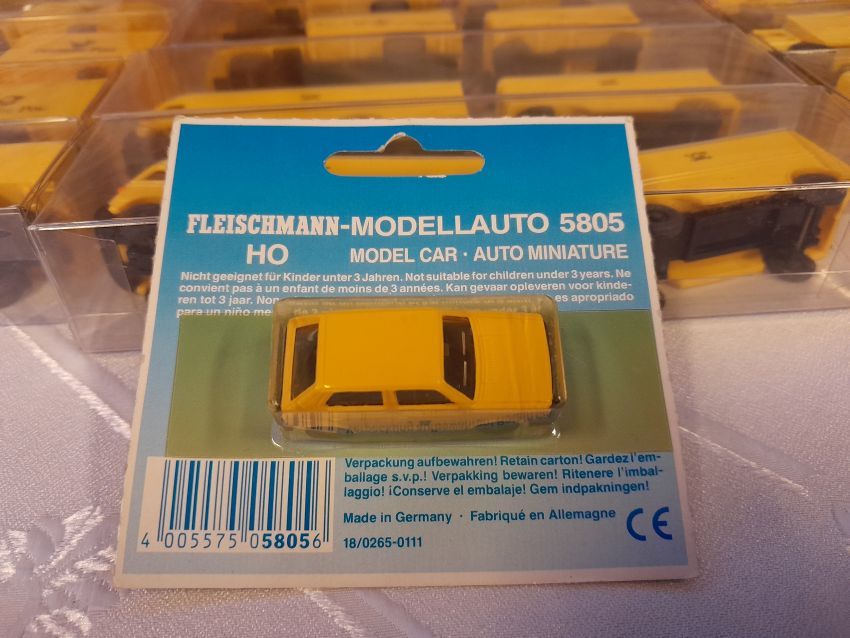 FLEISCHMANN-MODELLAUTO 5805
HO MODEL CAR · AUTO MINIATURE
Nicht geeignet für Kinder unter 3 Jahren. Not suitable for children under 3 years. Ne
convient pas à un enfant de moins de 3 années. Kan gevaar opleveren voor kinde-
ren tot 3 jaar. Non es apropiado
para un niño me
Verpackung aufbewahren! Retain carton! Gardez l'em-
ballage s.v.p.! Verpakking bewaren! Ritenere l'imbal-
laggio! ¡Conserve el embalaje! Gem indpakningen!
Made in Germany · Fabriqué en Allemagne CE
18/0265-0111
4 005575 058056